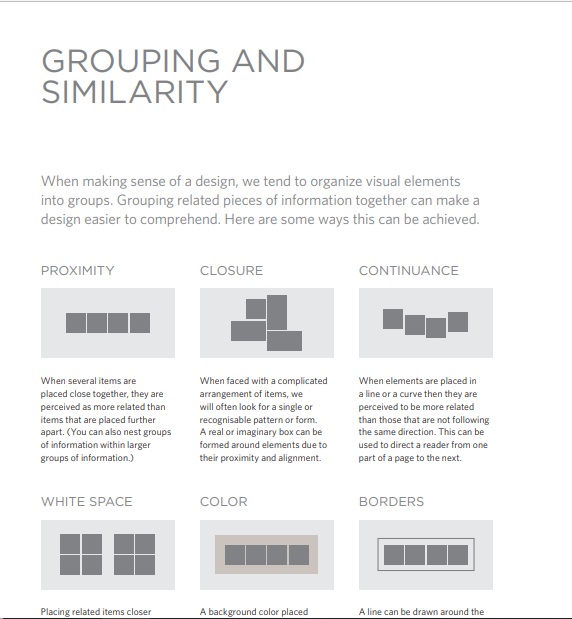 GROUPING AND
SIMILARITY
When making sense of a design, we tend to organize visual elements
into groups. Grouping related pieces of information together can make a
design easier to comprehend. Here are some ways this can be achieved.
PROXIMITY
When several items are
placed close together, they are
perceived as more related than
items that are placed further
apart. (You can also nest groups
of information within larger
groups of information.)
CLOSURE
When faced with a complicated
arrangement of items, we
will often look for a single or
recognisable pattern or form.
A real or imaginary box can be
formed around elements due to
their proximity and alignment.
CONTINUANCE
When elements are placed in
a line or a curve then they are
perceived to be more related
than those that are not following
the same direction. This can be
used to direct a reader from one
part of a page to the next.
WHITE SPACE
Placing related items closer
COLOR
A background color placed
BORDERS
A line can be drawn around the